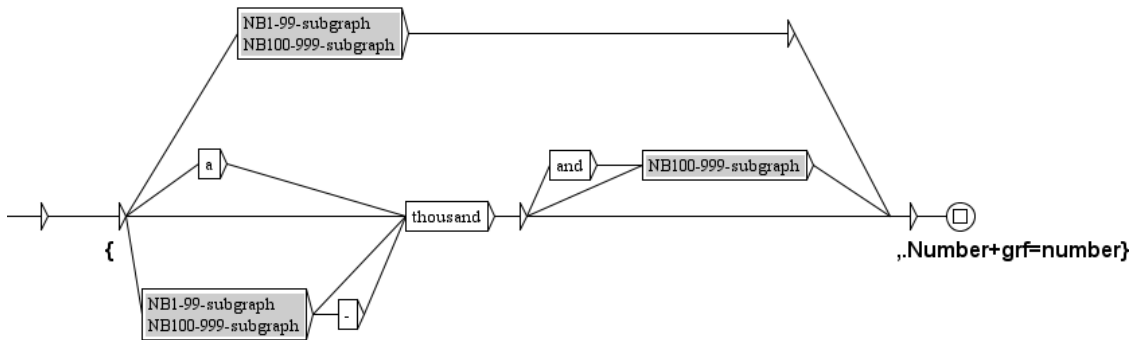 NB1-99-subgraph
NB100-999-subgraph
a
and
NB100-999-subgraph
thousand
{
,.Number+grf=number}
NB1-99-subgraph
NB100-999-subgraph
-